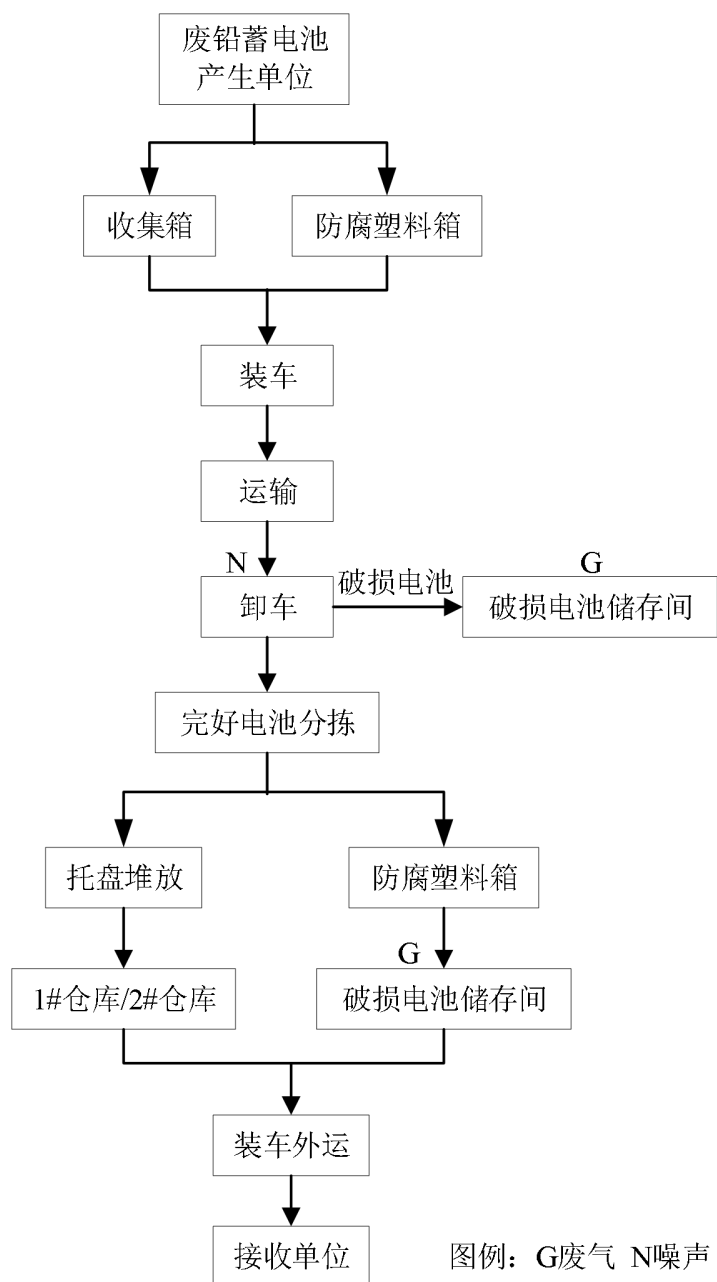 废铅蓄电池
产生单位
收集箱
防腐塑料箱
装车
运输
N
卸车
破损电池
G
破损电池储存间
完好电池分拣
托盘堆放
防腐塑料箱
G
1#仓库/2#仓库
破损电池储存间
装车外运
接收单位
图例：G废气 N噪声